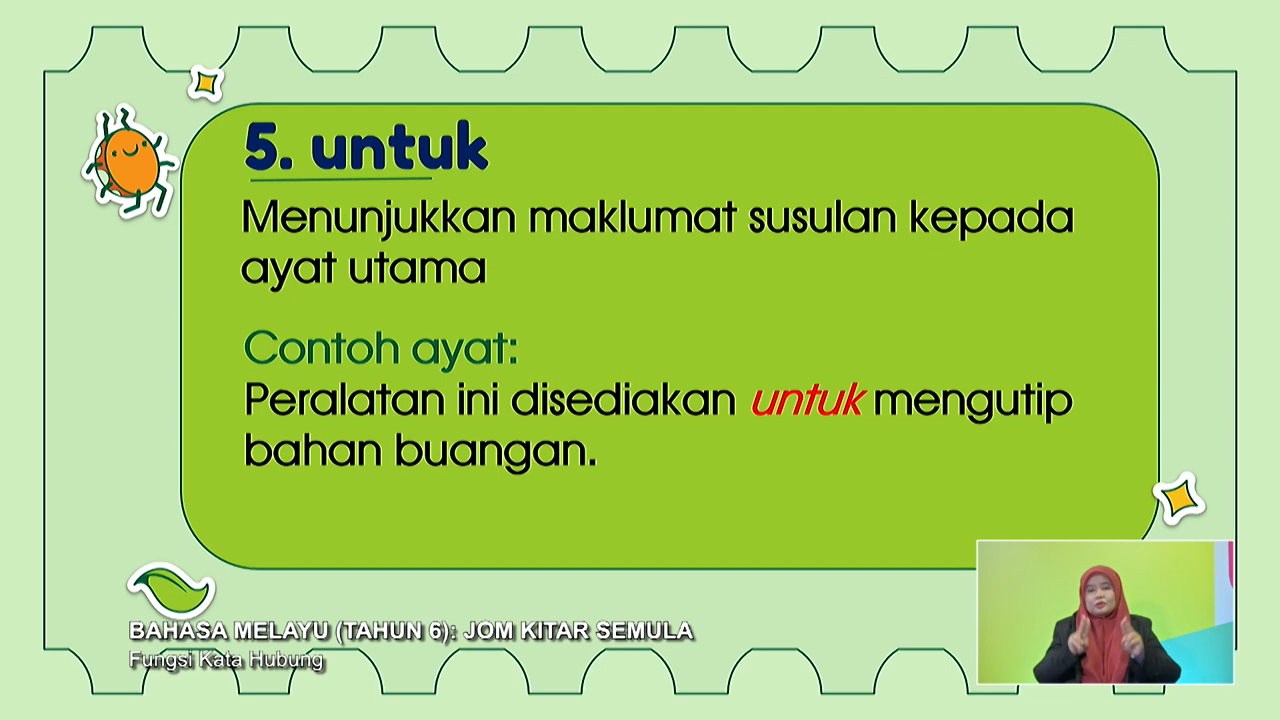 5. untuk
Menunjukkan maklumat susulan kepada
ayat utama
Contoh ayat:
Peralatan ini disediakan untuk mengutip
bahan buangan.
BAHASA MELAYU (TAHUN 6): JOM KITAR SEMULA
Fungsi Kata Hubung